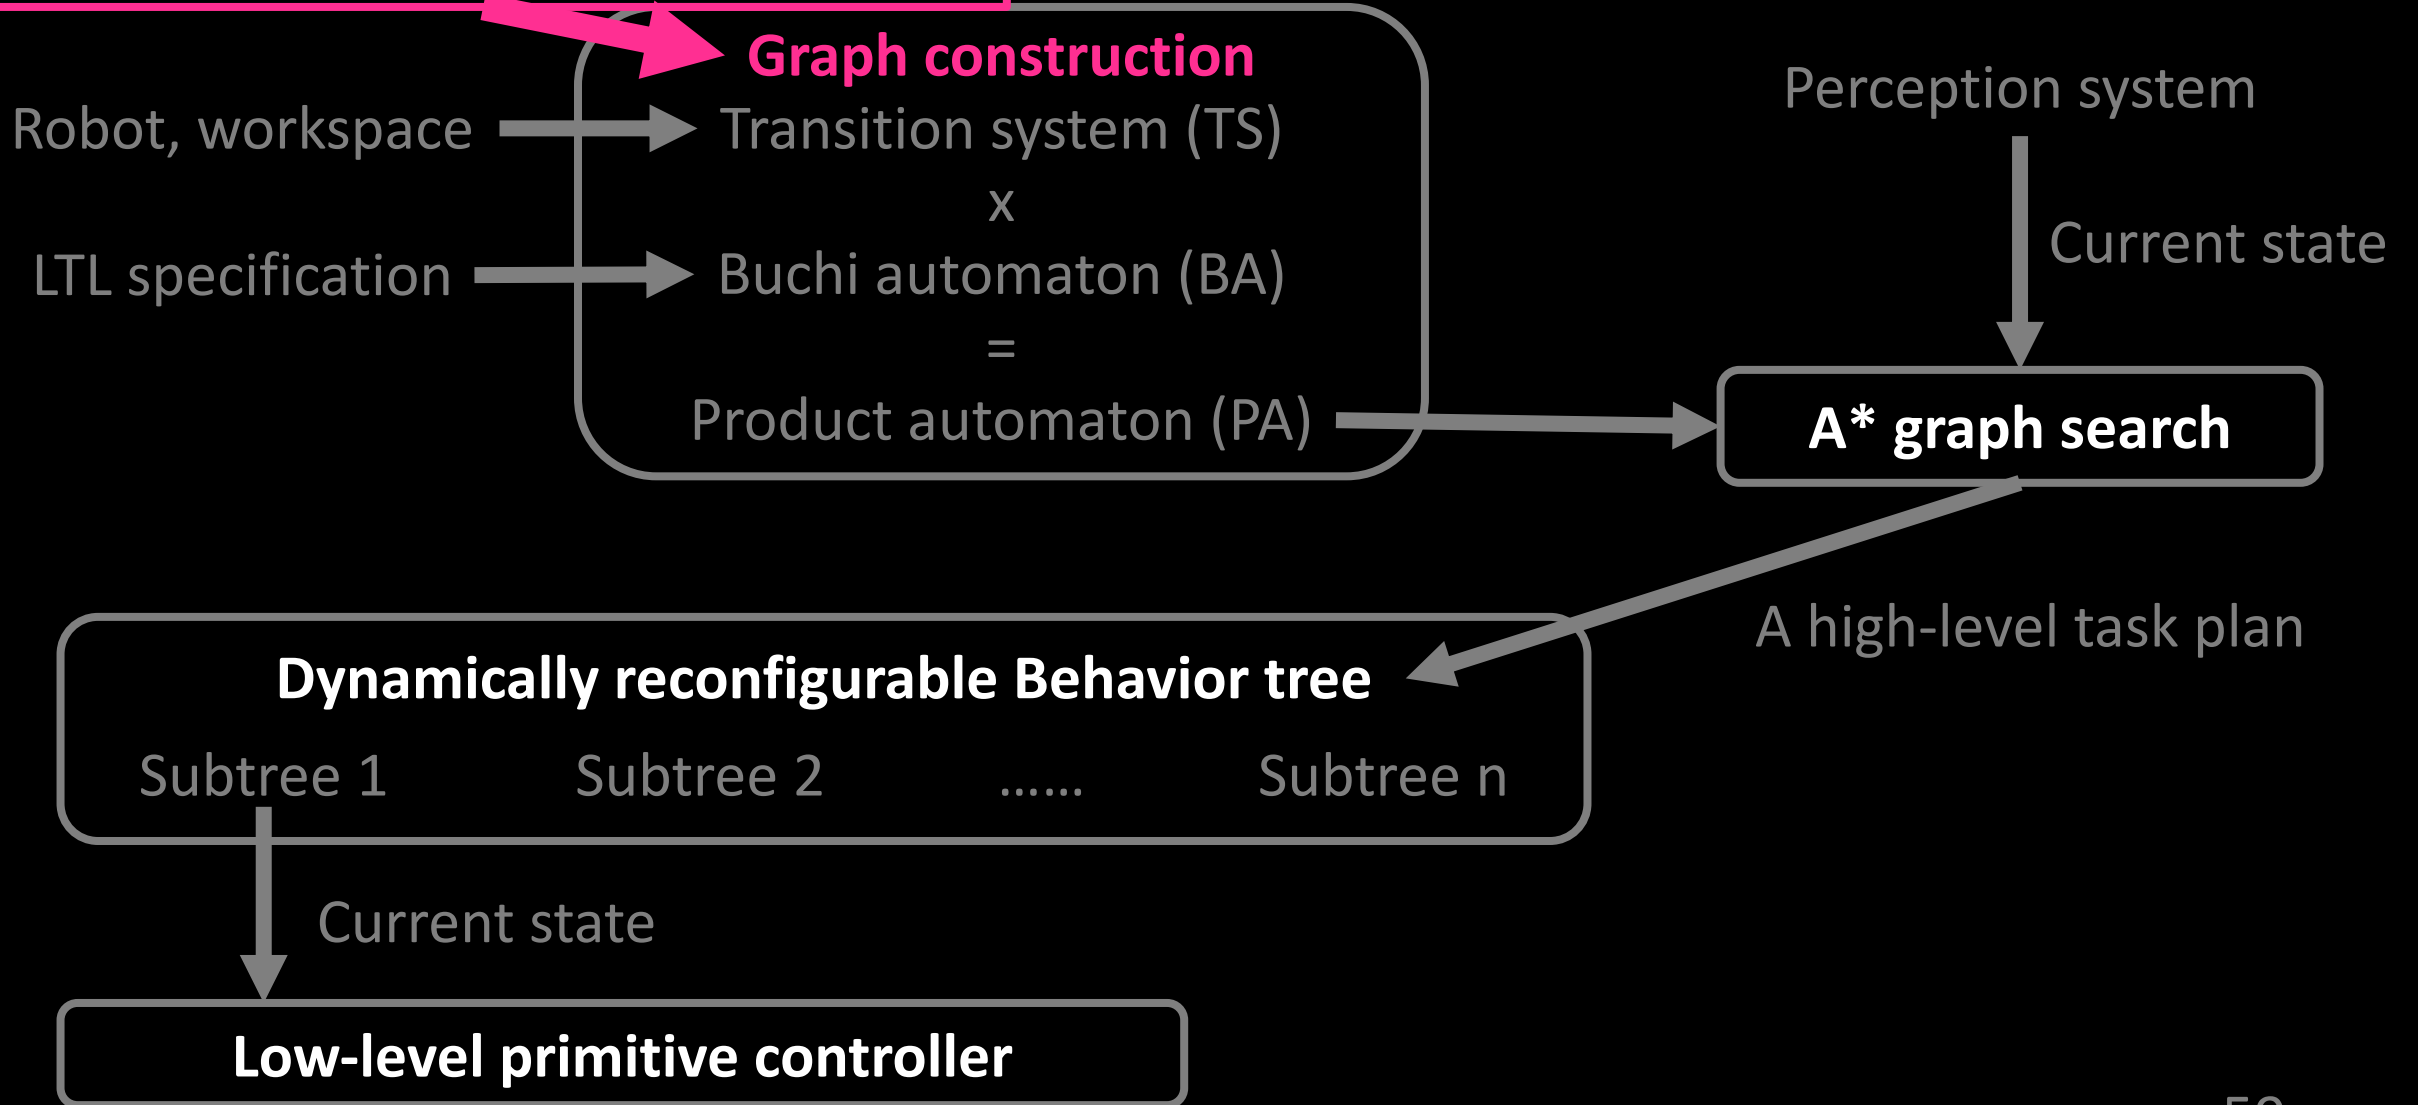 Graph construction
Robot, workspace
Transition system (TS)
x
LTL specification
Buchi automaton (BA)
=
Product automaton (PA)
Perception system
Current state
A* graph search
A high-level task plan
Dynamically reconfigurable Behavior tree
Subtree 1
Subtree 2
......
Subtree n
Current state
Low-level primitive controller